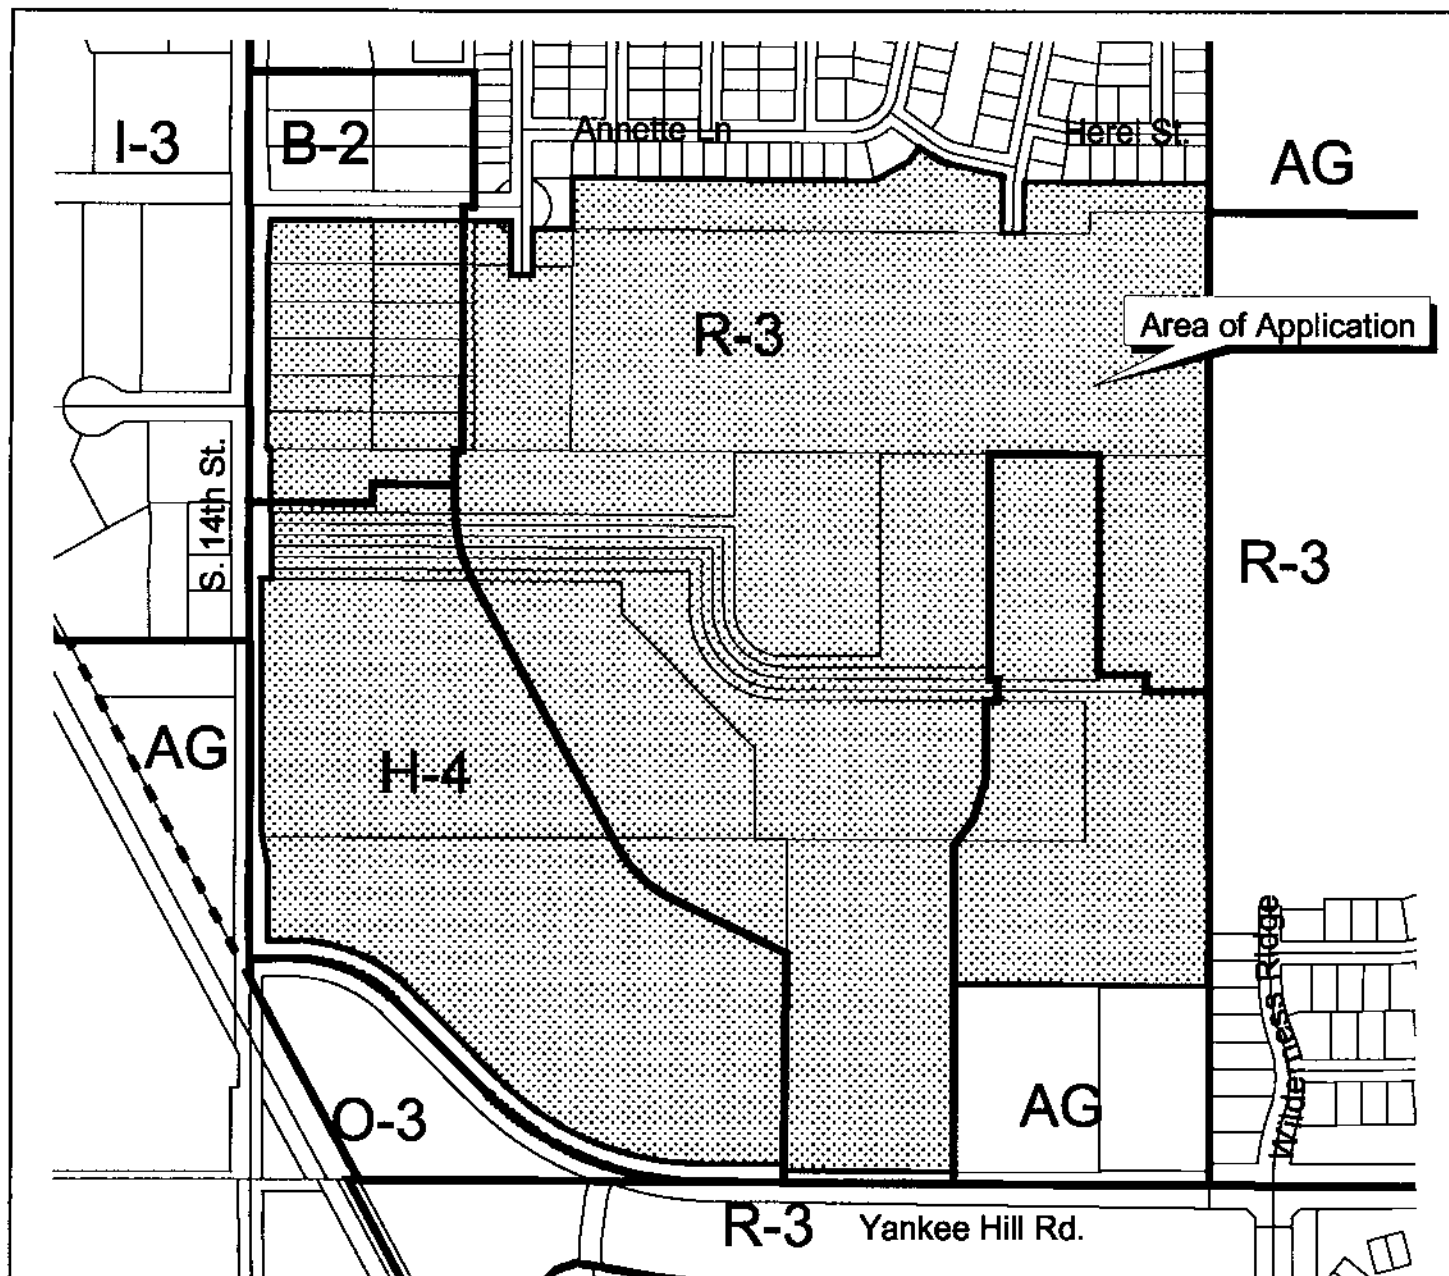 Annette Ln
Herel St.
I-3
B-2
AG
R-3
Area of Application
S. 14th St.
R-3
AG
H-4
Wilderness Ridge
O-3
AG
R-3
Yankee Hill Rd.